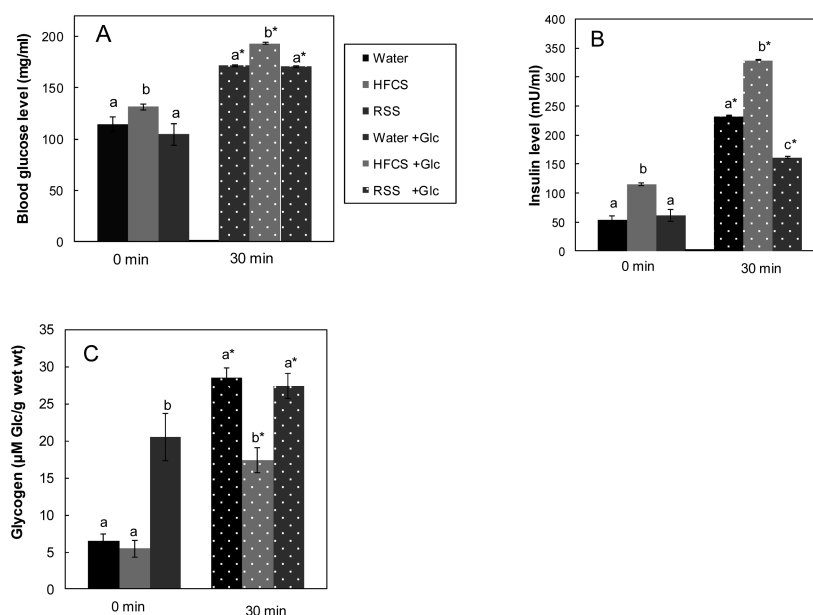 A
Blood glucose level (mg/ml)
200
150
100
50
0
a
b
a
a*
b*
a*
0 min
30 min
Water
HFCS
RSS
Water +Glc
HFCS +Glc
RSS +Glc
B
Insulin level (mU/ml)
400
350
300
250
200
150
100
50
0
a
b
a
a*
b*
c*
0 min
30 min
C
Glycogen (µM Glc/g wet wt)
35
30
25
20
15
10
5
0
a
a
b
a*
b*
a*
0 min
30 min